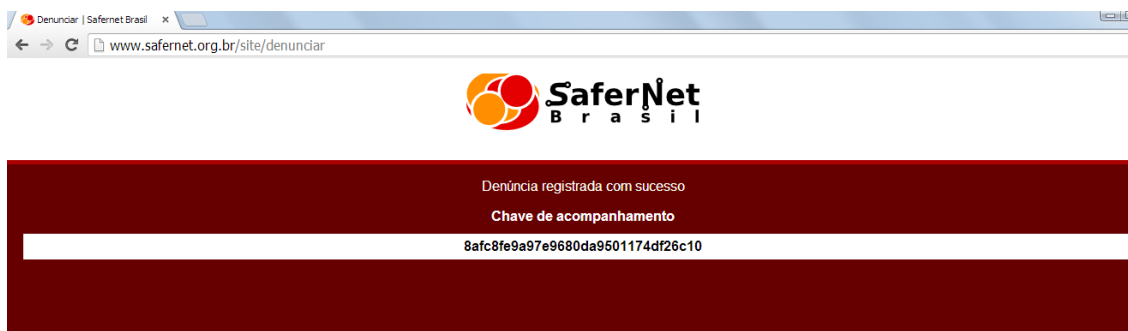 Denunciar | Safernet Brasil
www.safernet.org.br/site/denunciar
SaferNet
Brasil
Denúncia registrada com sucesso
Chave de acompanhamento
8afc8fe9a97e9680da9501174df26c10